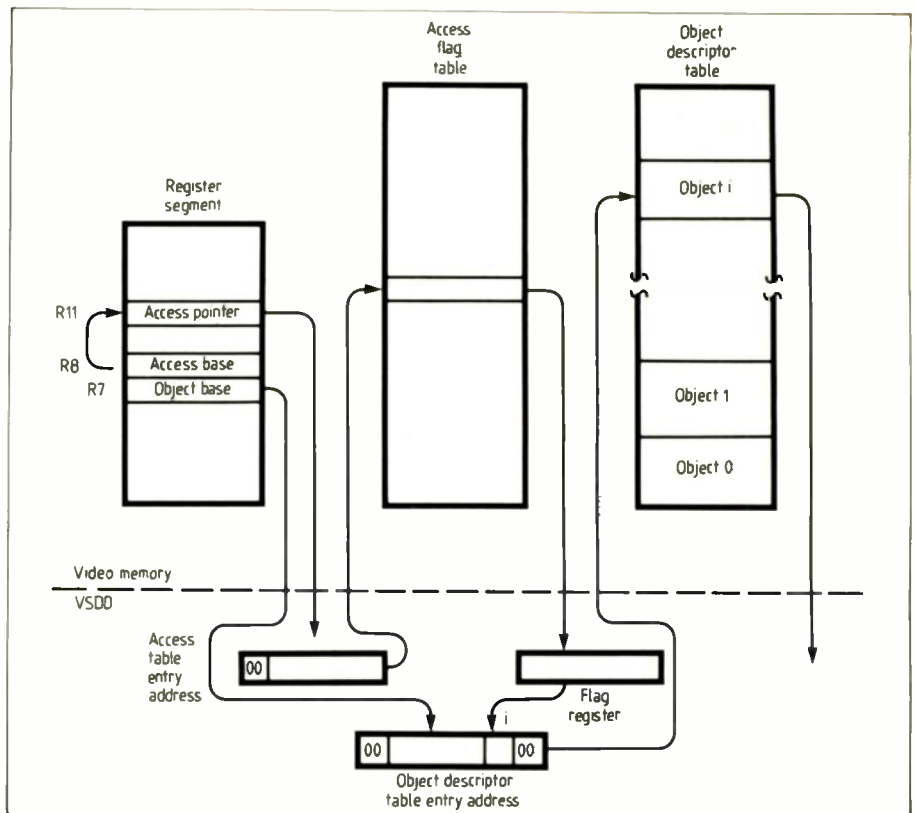 Access
flag
table
Object
descriptor
table
Register
segment
Object i
R11
Access pointer
R8
Access base
R7
Object base
Object 1
Object 0
Video memory
VSDD
Access
table
entry
address
00
Flag
register
i
00
00
Object descriptor
table entry address